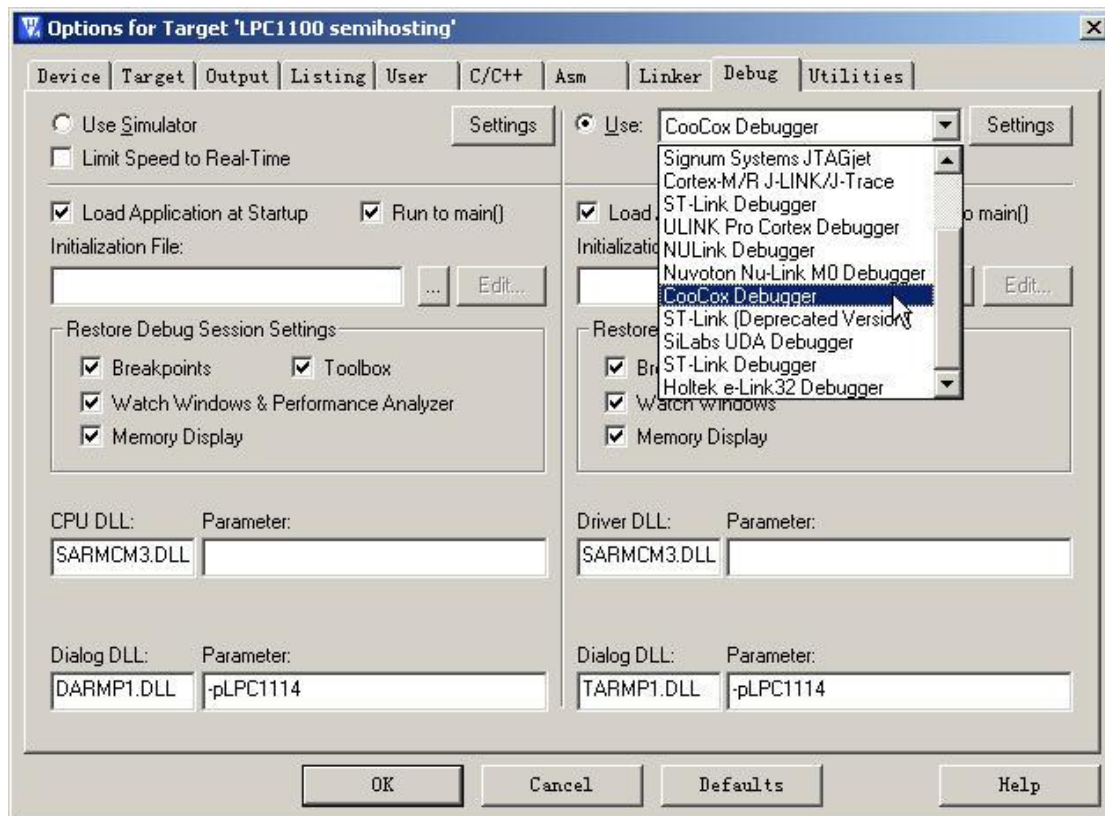 Options for Target 'LPC1100 semihosting'
Device Target Output Listing User C/C++ Asm Linker Debug Utilities
Use Simulator Settings Use: CooCox Debugger Settings
Limit Speed to Real-Time
Signum Systems JTAGjet
Cortex-M/R J-LINK/J-Trace
ST-Link Debugger
ULINK Pro Cortex Debugger
NULink Debugger
Nuvoton Nu-Link M0 Debugger
CooCox Debugger
ST-Link (Deprecated Version)
SiLabs UDA Debugger
ST-Link Debugger
Holtek e-Link32 Debugger
Load Application at Startup Run to main() Load o main()
Initialization File: Initializatio
... Edit... Edit...
Restore Debug Session Settings Restore
Breakpoints Toolbox Br
Watch Windows & Performance Analyzer Watch Windows
Memory Display Memory Display
CPU DLL: Parameter: Driver DLL: Parameter:
SARMCM3.DLL SARMCM3.DLL
Dialog DLL: Parameter: Dialog DLL: Parameter:
DARMP1.DLL -pLPC1114 TARMP1.DLL -pLPC1114
OK Cancel Defaults Help